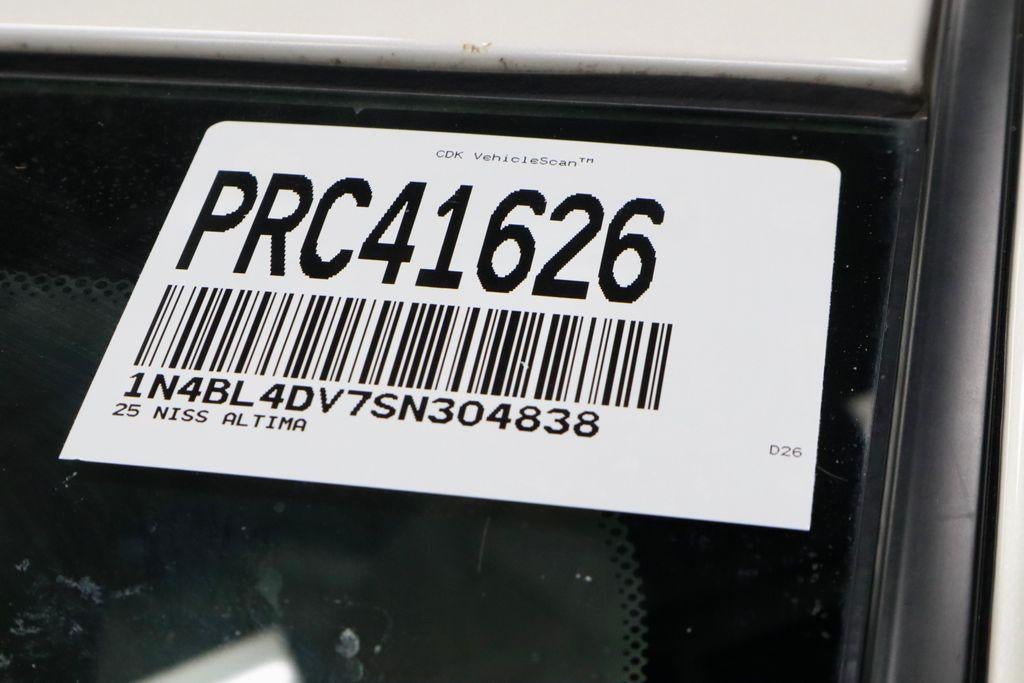 CDK VehicleScan™
PRC41626
1N4BL4DV7SN304838
25 NISS ALTIMA
D26